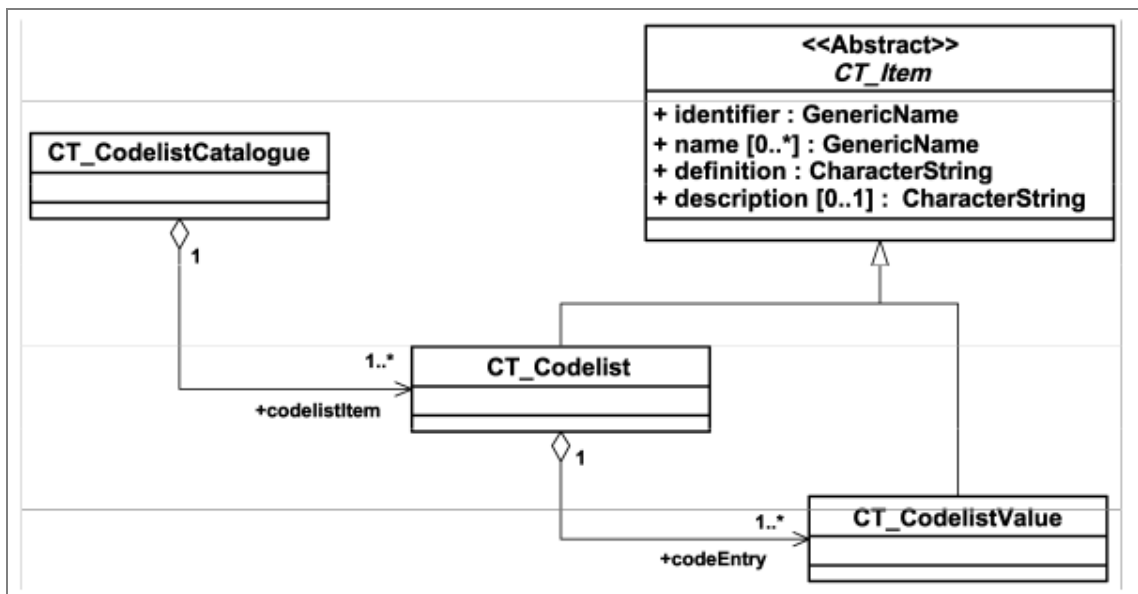 <<Abstract>>
CT_Item
+ identifier : GenericName
+ name [0..*] : GenericName
+ definition : CharacterString
+ description [0..1] : CharacterString
CT_CodelistCatalogue
1
1..*
+codelistItem
CT_Codelist
1
1..*
+codeEntry
CT_CodelistValue